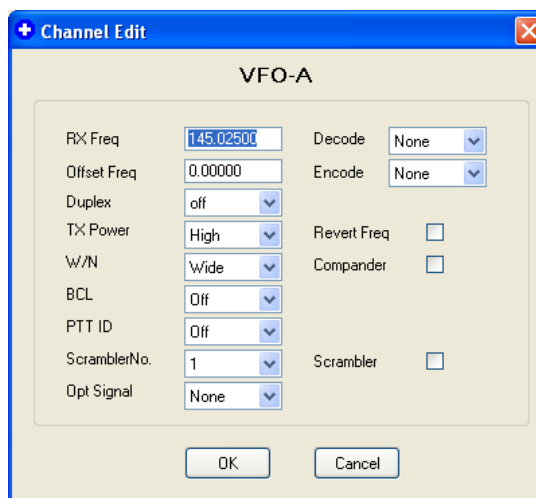 Channel Edit
VFO-A
RX Freq 145.02500 Decode None
Offset Freq 0.00000 Encode None
Duplex off
TX Power High Revert Freq
W/N Wide Compander
BCL Off
PTT ID Off
ScramblerNo. 1 Scrambler
Opt Signal None
OK Cancel